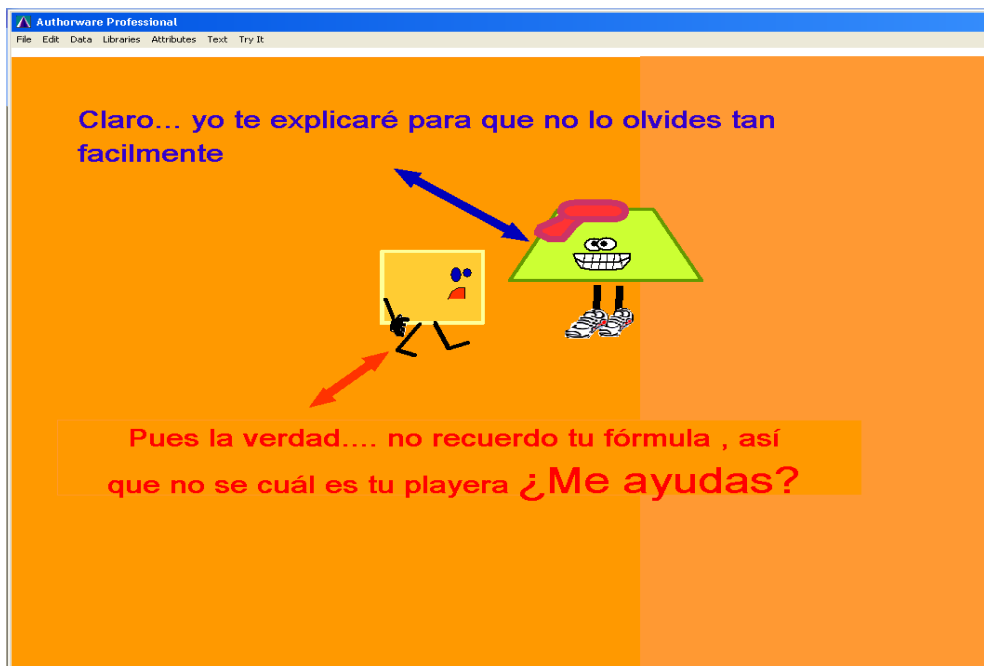 Authorware Professional
File Edit Data Libraries Attributes Text Try It
Claro... yo te explicaré para que no lo olvides tan
facilmente
Pues la verdad.... no recuerdo tu fórmula , así
que no se cuál es tu playera ¿Me ayudas?